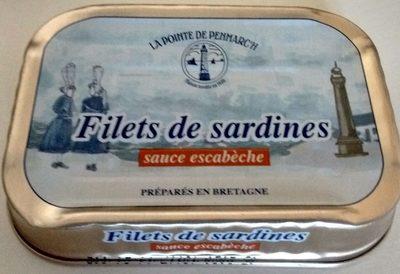 LA POINTE DE PENMARC'H
Filets de sardines
sauce escabèche
PRÉPARÉS EN BRETAGNE
Filets de sardines
sauce escabèche